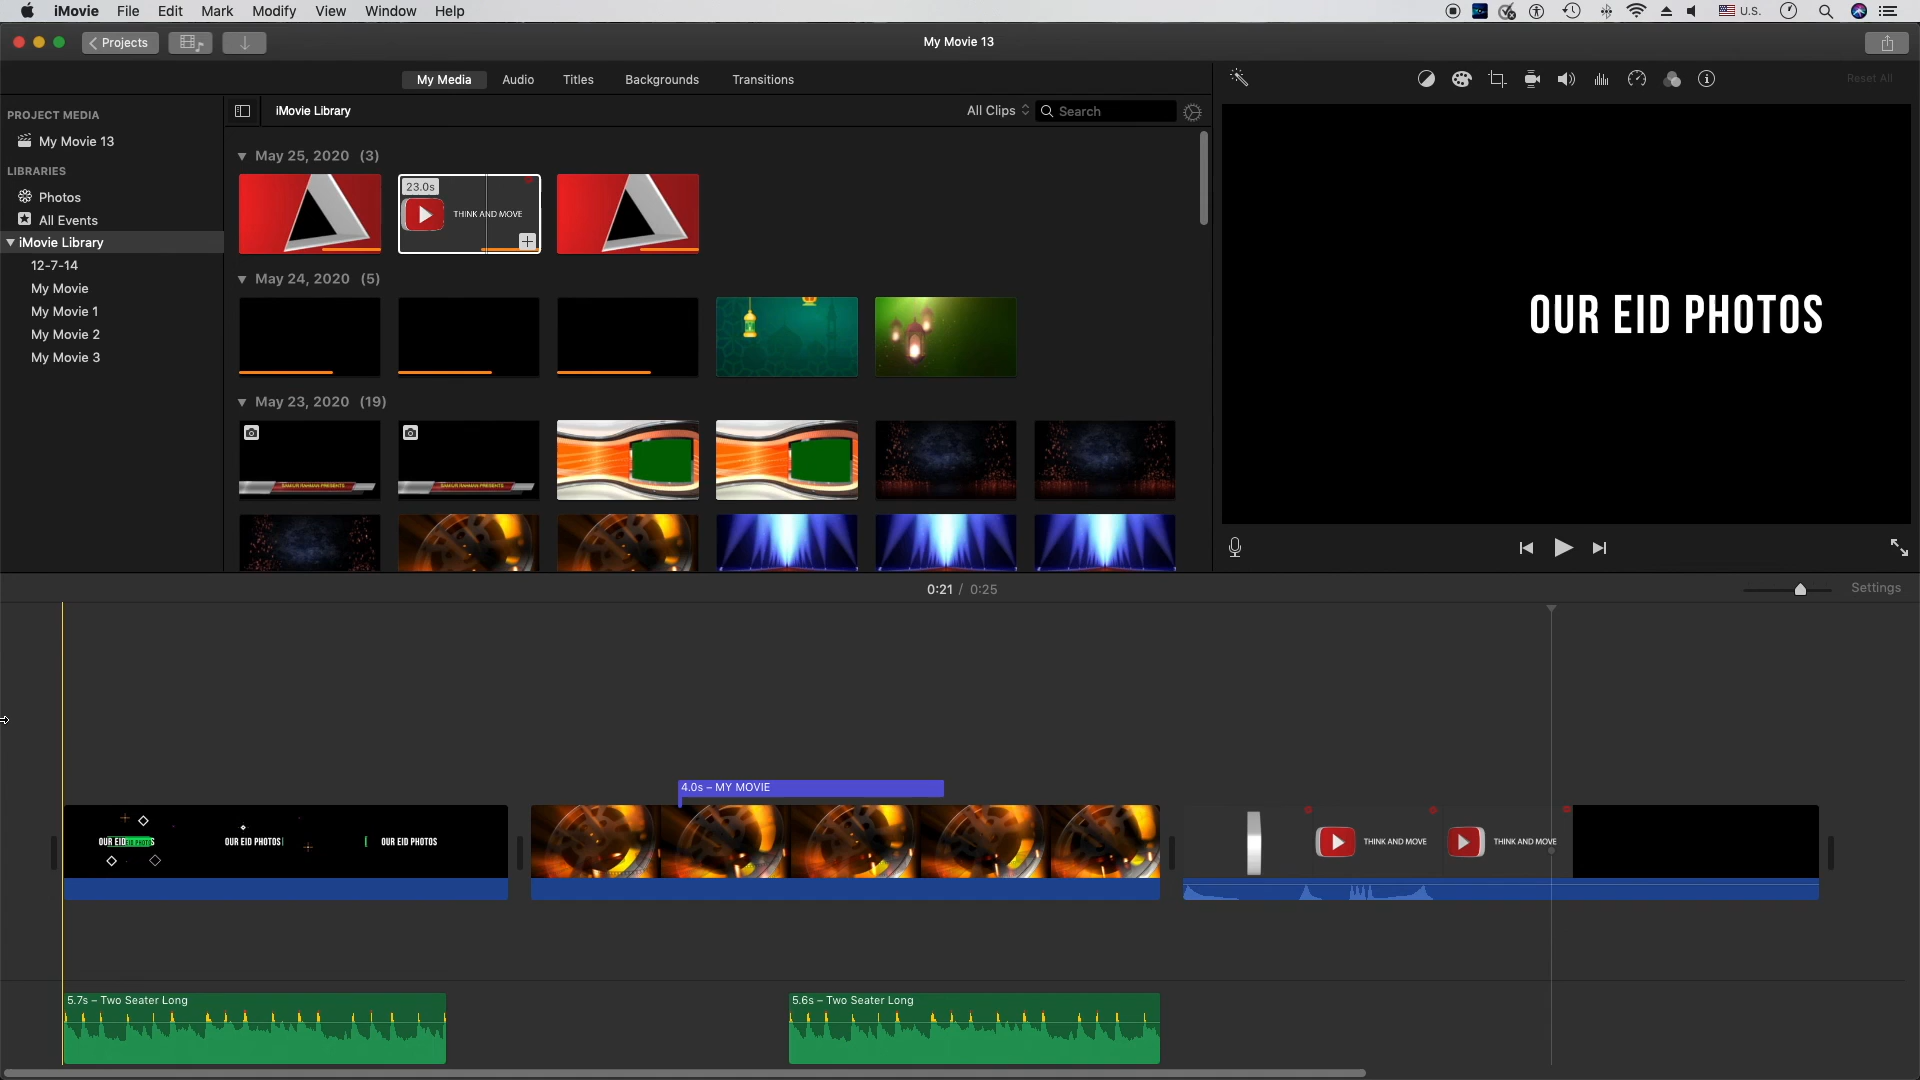 iMovie File Edit Mark Modify View Window Help U.S.
Projects
My Movie 13
My Media Audio Titles Backgrounds Transitions
Reset All
PROJECT MEDIA
My Movie 13
LIBRARIES
Photos
All Events
iMovie Library
12-7-14
My Movie
My Movie 1
My Movie 2
My Movie 3
iMovie Library
All Clips
Search
May 25, 2020 (3)
23.0s
THINK AND MOVE
May 24, 2020 (5)
May 23, 2020 (19)
SAMIUR RAHMAN PRESENTS
SAMIUR RAHMAN PRESENTS
OUR EID PHOTOS
0:21 / 0:25
Settings
4.0s – MY MOVIE
OUR EID PHOTOS
OUR EID PHOTOS
OUR EID PHOTOS
THINK AND MOVE
THINK AND MOVE
5.7s – Two Seater Long
5.6s – Two Seater Long